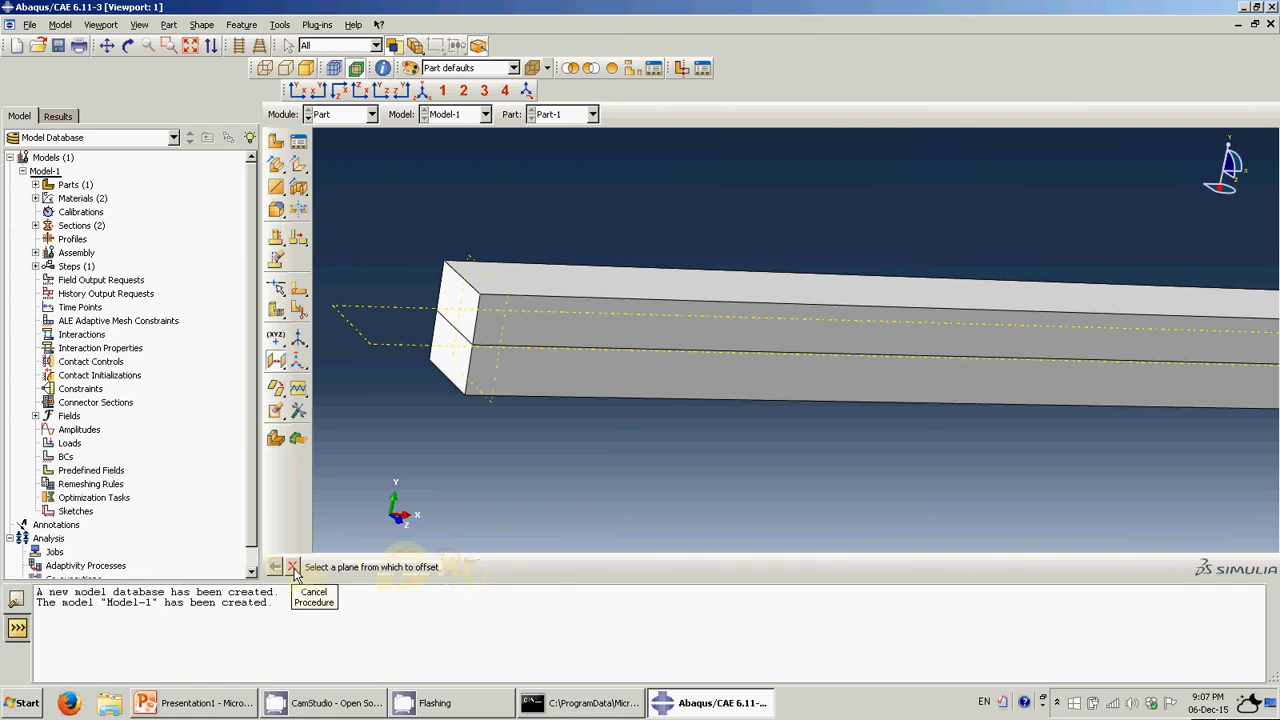 Abaqus/CAE 6.11-3 [Viewport: 1]
File Model Viewport View Part Shape Feature Tools Plug-ins Help
All
Part defaults
1 2 3 4
Model Results
Module: Part Model: Model-1 Part: Part-1
Model Database
Models (1)
Model-1
Parts (1)
Materials (2)
Calibrations
Sections (2)
Profiles
Assembly
Steps (1)
Field Output Requests
History Output Requests
Time Points
ALE Adaptive Mesh Constraints
Interactions
Interaction Properties
Contact Controls
Contact Initializations
Constraints
Connector Sections
Fields
Amplitudes
Loads
BCs
Predefined Fields
Remeshing Rules
Optimization Tasks
Sketches
Annotations
Analysis
Jobs
Adaptivity Processes
(XYZ)
Y
X
Z
Y
X
Select a plane from which to offset
SIMULIA
Cancel
Procedure
A new model database has been created.
The model "Model-1" has been created.
>>>
Start
Presentation1 - Micro...
CamStudio - Open So...
Flashing
C:\ProgramData\Micr...
Abaqus/CAE 6.11-...
EN
9:07 PM
06-Dec-15